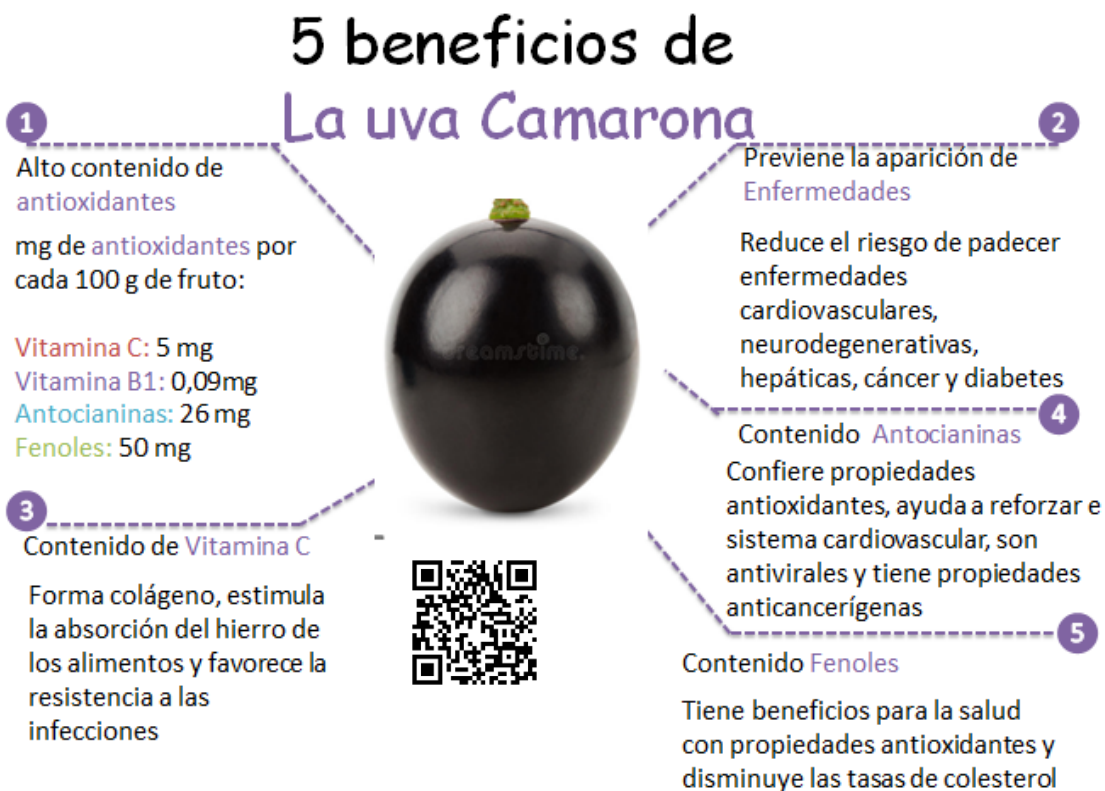 5 beneficios de
La uva Camarona
1
Alto contenido de
antioxidantes
mg de antioxidantes por
cada 100 g de fruto:
Vitamina C: 5 mg
Vitamina B1: 0,09mg
Antocianinas: 26 mg
Fenoles: 50 mg
2
Previene la aparición de
Enfermedades
Reduce el riesgo de padecer
enfermedades
cardiovasculares,
neurodegenerativas,
hepáticas, cáncer y diabetes
3
Contenido de Vitamina C
Forma colágeno, estimula
la absorción del hierro de
los alimentos y favorece la
resistencia a las
infecciones
4
Contenido Antocianinas
Confiere propiedades
antioxidantes, ayuda a reforzar e
sistema cardiovascular, son
antivirales y tiene propiedades
anticancerígenas
5
Contenido Fenoles
Tiene beneficios para la salud
con propiedades antioxidantes y
disminuye las tasas de colesterol
dreamstime.